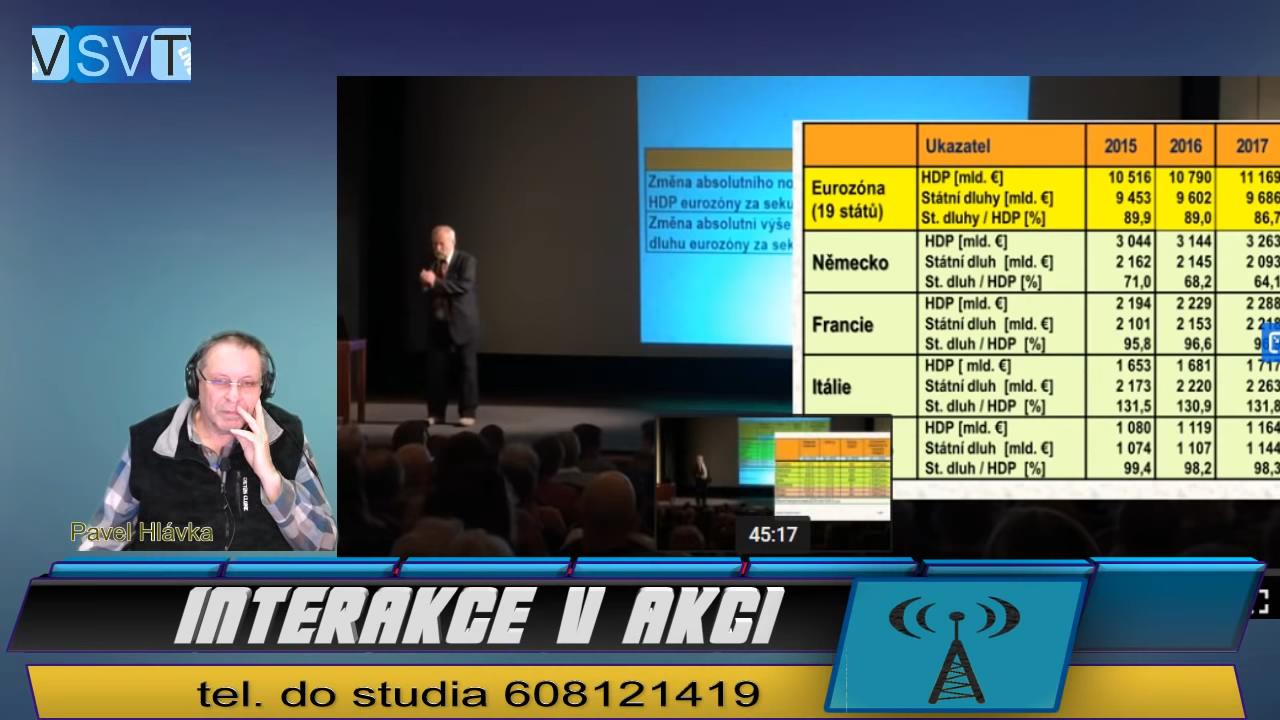 VSVT
Změna absolutního no
HDP eurozóny za seku
Změna absolutní výše
dluhu eurozóny za sek
Ukazatel 2015 2016 2017
Eurozóna
(19 států)
HDP [mld. €] 10 516 10 790 11 169
Státní dluhy [mld. €] 9 453 9 602 9 686
St. dluhy / HDP [%] 89,9 89,0 86,7
Německo
HDP [mld. €] 3 044 3 144 3 263
Státní dluh [mld. €] 2 162 2 145 2 093
St. dluh / HDP [%] 71,0 68,2 64,1
Francie
HDP [mld. €] 2 194 2 229 2 288
Státní dluh [mld. €] 2 101 2 153 2 218
St. dluh / HDP [%] 95,8 96,6
Itálie
HDP [ mld. €] 1 653 1 681 1 717
Státní dluh [mld. €] 2 173 2 220 2 263
St. dluh / HDP [%] 131,5 130,9 131,8
HDP [mld. €] 1 080 1 119 1 164
Státní dluh [mld. €] 1 074 1 107 1 144
St. dluh / HDP [%] 99,4 98,2 98,3
45:17
Pavel Hlávka
INTERAKCE V AKCI
tel. do studia 608121419